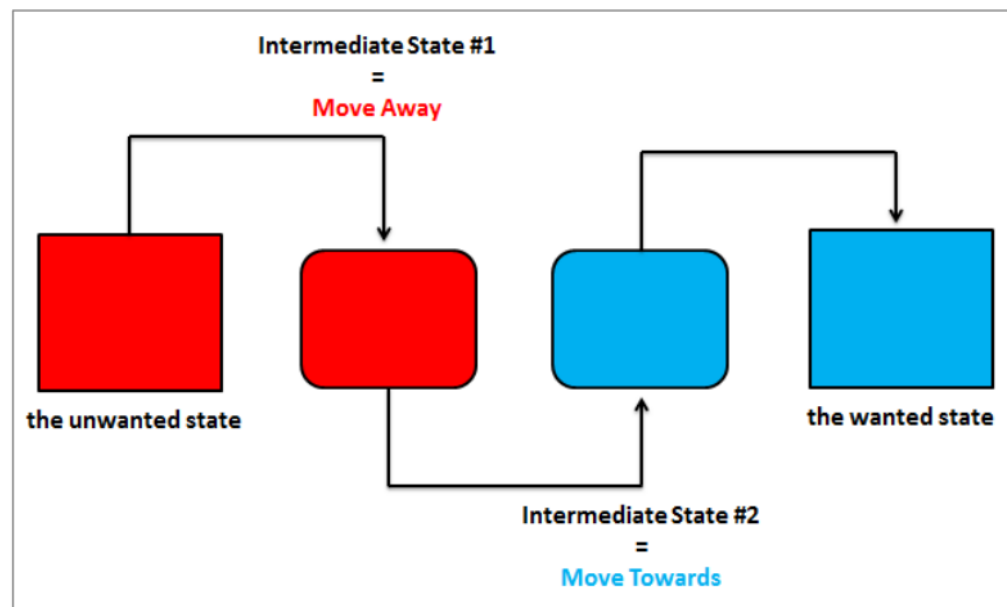 Intermediate State #1
=
Move Away
the unwanted state
the wanted state
Intermediate State #2
=
Move Towards